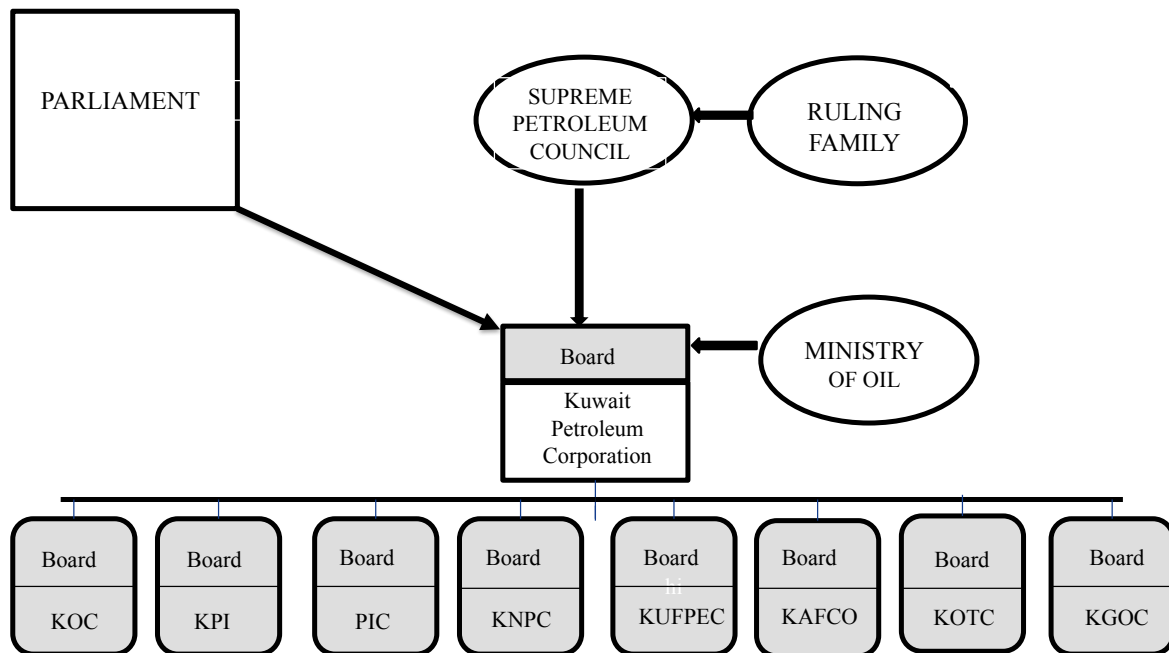 PARLIAMENT
SUPREME
PETROLEUM
COUNCIL
RULING
FAMILY
Board
Kuwait
Petroleum
Corporation
MINISTRY
OF OIL
Board
KOC
Board
KPI
Board
PIC
Board
KNPC
Board
hi
KUFPEC
Board
KAFCO
Board
KOTC
Board
KGOC